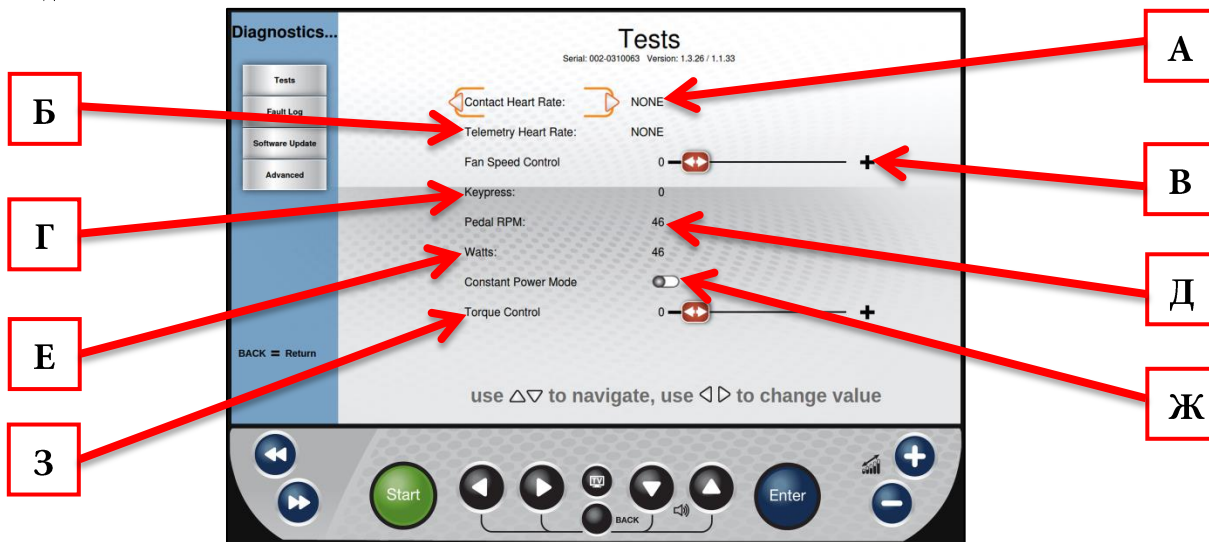 Diagnostics...
Tests
Serial: 002-0310063 Version: 1.3.26 / 1.1.33
А
Tests
Contact Heart Rate: NONE
Б
Fault Log
Telemetry Heart Rate: NONE
Software Update
Fan Speed Control 0 − +
В
Advanced
Keypress: 0
Г
Pedal RPM: 46
Watts: 46
Constant Power Mode
Д
Torque Control 0 − +
Е
BACK = Return
use △▽ to navigate, use ◁ ▷ to change value
Ж
З
Start
TV
BACK
Enter
+
−